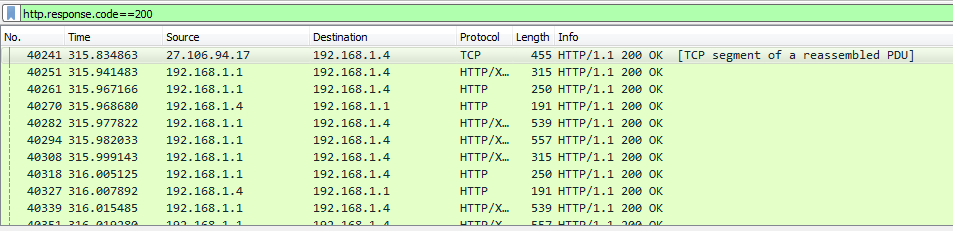 http.response.code==200
No. Time Source Destination Protocol Length Info
40241 315.834863 27.106.94.17 192.168.1.4 TCP 455 HTTP/1.1 200 OK [TCP segment of a reassembled PDU]
40251 315.941483 192.168.1.1 192.168.1.4 HTTP/X… 315 HTTP/1.1 200 OK
40261 315.967166 192.168.1.1 192.168.1.4 HTTP 250 HTTP/1.1 200 OK
40270 315.968680 192.168.1.4 192.168.1.1 HTTP 191 HTTP/1.1 200 OK
40282 315.977822 192.168.1.1 192.168.1.4 HTTP/X… 539 HTTP/1.1 200 OK
40294 315.982033 192.168.1.1 192.168.1.4 HTTP/X… 557 HTTP/1.1 200 OK
40308 315.999143 192.168.1.1 192.168.1.4 HTTP/X… 315 HTTP/1.1 200 OK
40318 316.005125 192.168.1.1 192.168.1.4 HTTP 250 HTTP/1.1 200 OK
40327 316.007892 192.168.1.4 192.168.1.1 HTTP 191 HTTP/1.1 200 OK
40339 316.015485 192.168.1.1 192.168.1.4 HTTP/X… 539 HTTP/1.1 200 OK
40351 316.019280 192.168.1.1 192.168.1.4 HTTP/X… 557 HTTP/1.1 200 OK